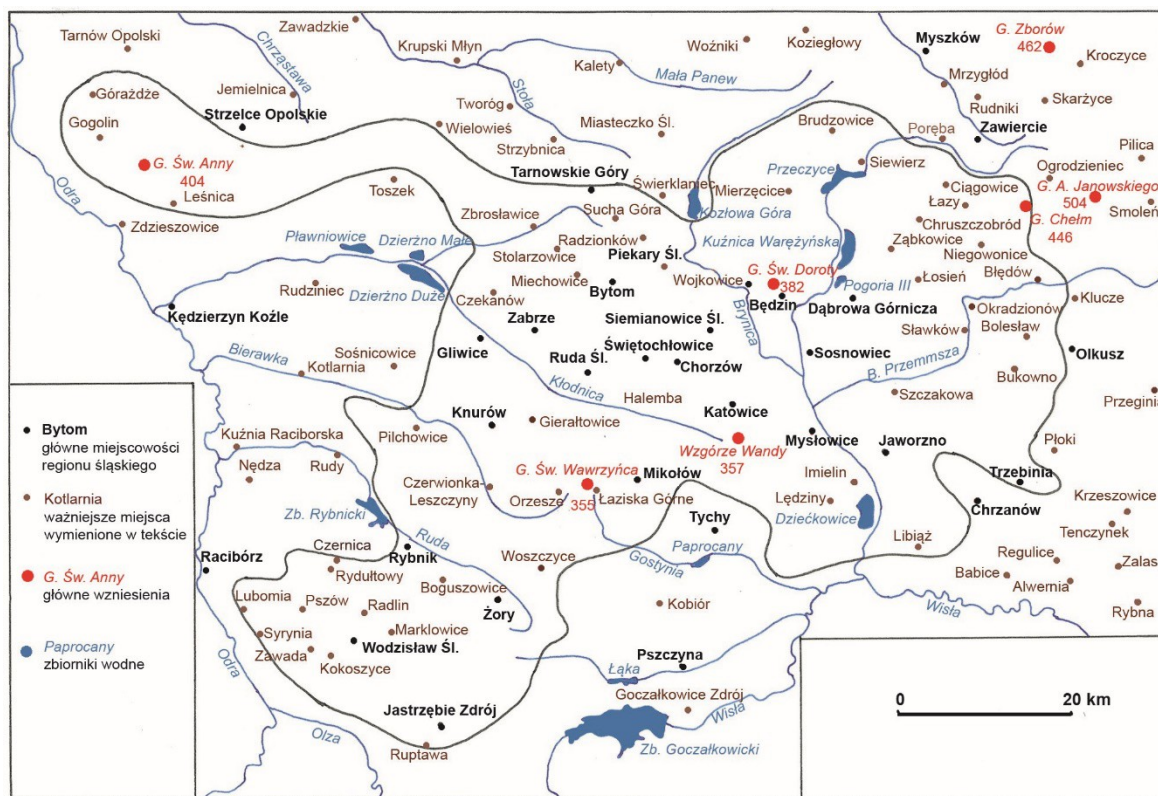 Tarnów Opolski
Zawadzkie
Chrząstawa
Krupski Młyn
Woźniki
Koziegłowy
Myszków
G. Zborów
462
Kroczyce
Kalety
Mała Panew
Mrzygłód
Rudniki
Skarżyce
Górażdże
Jemielnica
Strzelce Opolskie
Gogolin
Tworóg
Stoła
Wielowieś
Strzybnica
Miasteczko Śl.
Brudzowice
Poręba
Zawiercie
Pilica
G. Św. Anny
404
Leśnica
Toszek
Tarnowskie Góry
Świerklaniec
Mierzęcice
Przeczyce
Siewierz
Ogrodzieniec
G. A. Janowskiego
504
Smoleń
Ciągowice
Łazy
G. Chełm
446
Odra
Zdzieszowice
Zbrosławice
Sucha Góra
Kozłowa Góra
Chruszczobród
Pławniowice
Dzierżno Małe
Radzionków
Stolarzowice
Piekary Śl.
Kuźnica Warężyńska
Ząbkowice
Niegonowice
Dzierżno Duże
Miechowice
Wojkowice
G. Św. Doroty
382
Pogoria III
Łosień
Błędów
Rudziniec
Czekanów
Bytom
Będzin
Dąbrowa Górnicza
Okradzionów
Klucze
Kędzierzyn Koźle
Zabrze
Siemianowice Śl.
Brynica
Sławków
Bolesław
Bierawka
Sośnicowice
Kotlarnia
Gliwice
Świętochłowice
Ruda Śl.
Chorzów
Sosnowiec
B. Przemmsza
Olkusz
Bukowno
Kłodnica
Halemba
Katowice
Szczakowa
Przeginia
Knurów
Gierałtowice
Pilchowice
Wzgórze Wandy
357
Mysłowice
Jaworzno
Płoki
Kuźnia Raciborska
Nędza
Rudy
G. Św. Wawrzyńca
355
Mikołów
Imielin
Trzebinia
Czerwionka-
Leszczyny
Orzesze
Łaziska Górne
Lędziny
Dziećkowice
Chrzanów
Krzeszowice
Tenczynek
Zb. Rybnicki
Ruda
Tychy
Paprocany
Libiąż
Regulice
Zalas
Racibórz
Czernica
Rybnik
Woszczyce
Gostynia
Babice
Alwernia
Rydułtowy
Boguszowice
Kobiór
Wisła
Rybna
Lubomia
Pszów
Radlin
Żory
Syrynia
Marklowice
Zawada
Wodzisław Śl.
Kokoszyce
Pszczyna
Łąka
Odra
Goczałkowice Zdrój
Wisła
Jastrzębie Zdrój
Olza
Ruptawa
Zb. Goczałkowicki
Bytom
główne miejscowości
regionu śląskiego
Kotlarnia
ważniejsze miejsca
wymienione w tekście
G. Św. Anny
główne wzniesienia
Paprocany
zbiorniki wodne
0
20 km